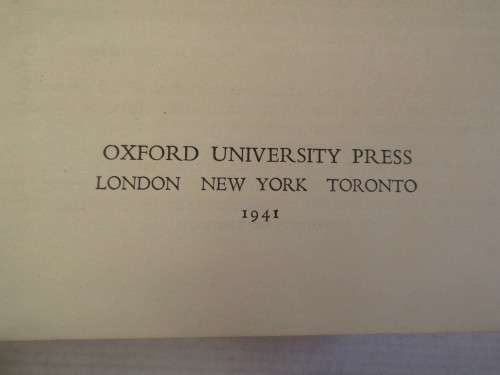 OXFORD UNIVERSITY PRESS
LONDON NEW YORK TORONTO
1941